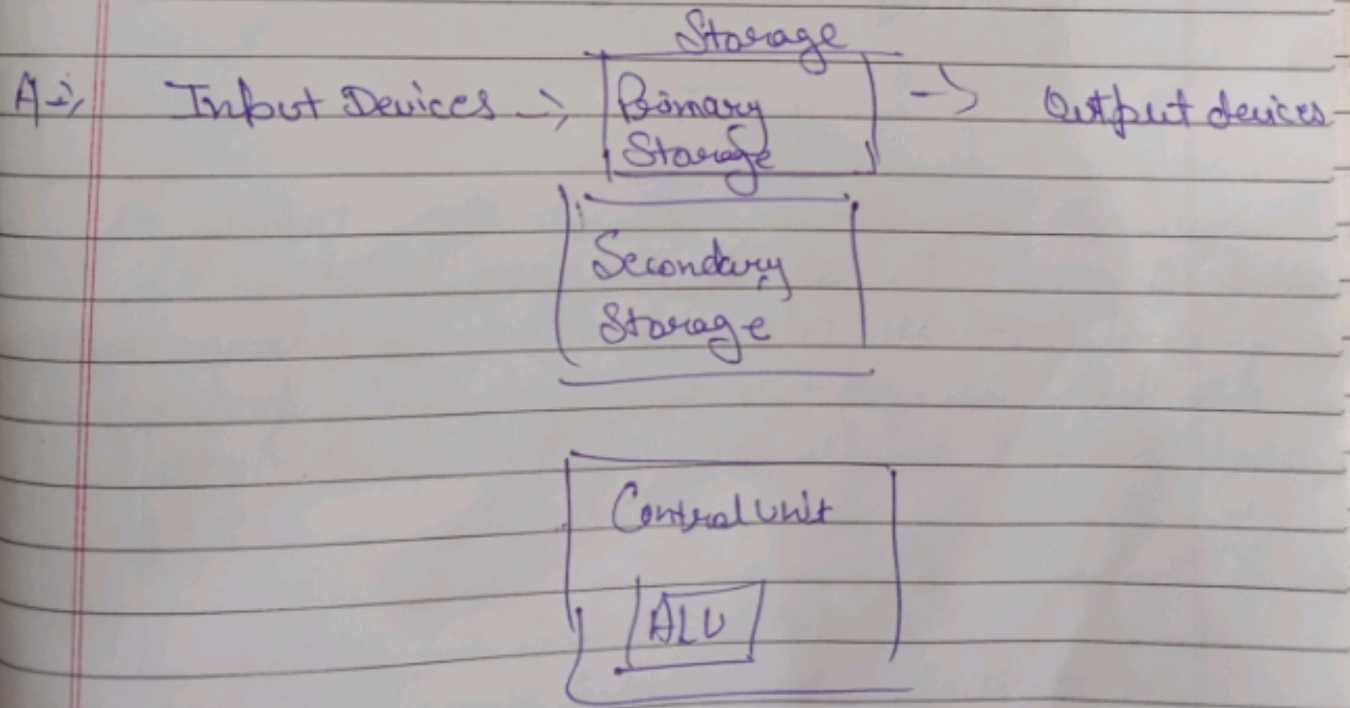 Storage
A-> Input Devices -> Primary -> Output devices
Storage
Secondary
Storage
Control unit
ALU